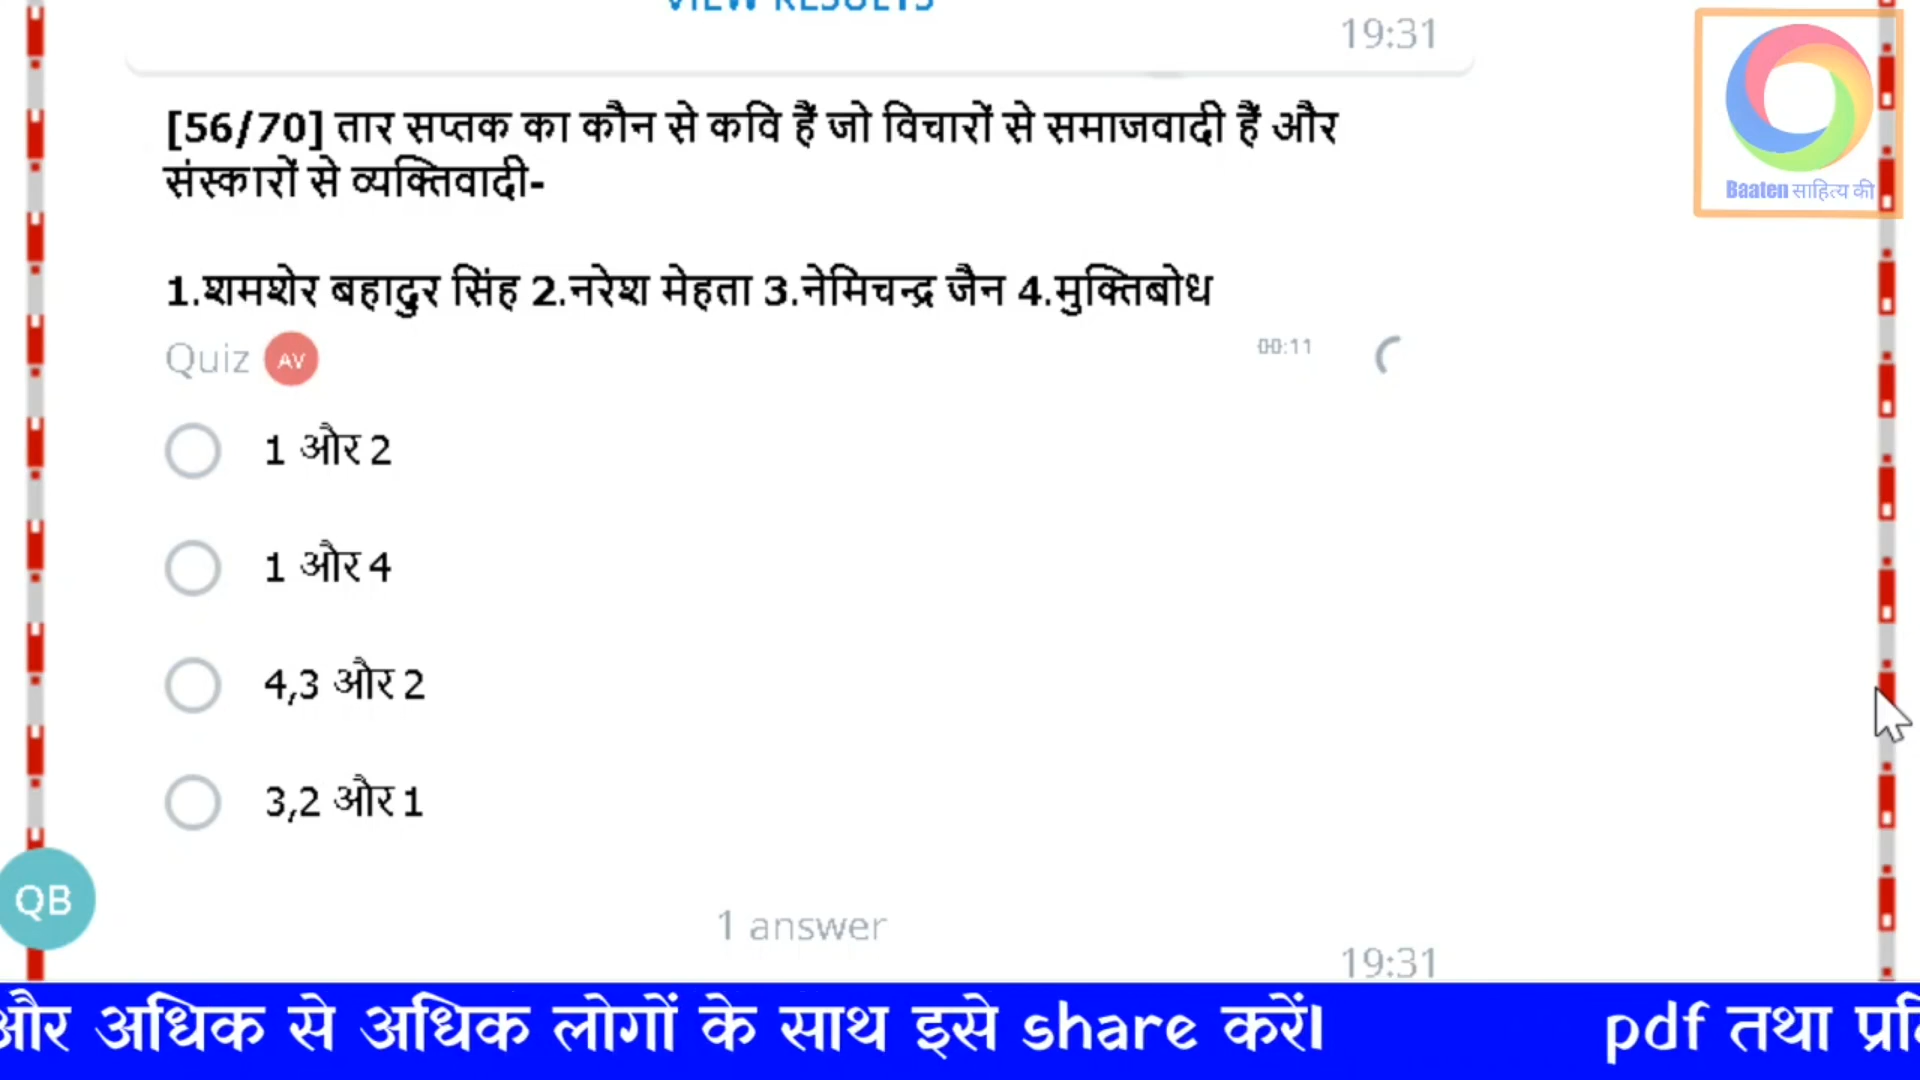 VIEW RESULTS
19:31
[56/70] तार सप्तक का कौन से कवि हैं जो विचारों से समाजवादी हैं और
संस्कारों से व्यक्तिवादी-
1.शमशेर बहादुर सिंह 2.नरेश मेहता 3.नेमिचन्द्र जैन 4.मुक्तिबोध
Quiz AV
00:11
1 और 2
1 और 4
4,3 और 2
3,2 और 1
QB
1 answer
19:31
Baaten साहित्य की
और अधिक से अधिक लोगों के साथ इसे share करें। pdf तथा